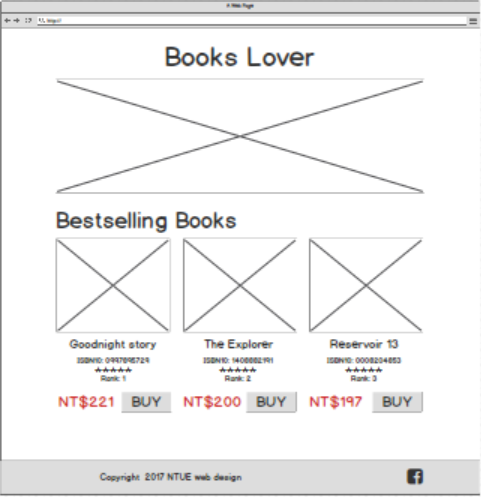 A Web Page
http://
Books Lover
Bestselling Books
Goodnight story
ISBN10: 0997895729
★★★★★
Rank: 1
NT$221 BUY
The Explorer
ISBN10: 1408882191
★★★★★
Rank: 2
NT$200 BUY
Reservoir 13
ISBN10: 0008204853
★★★★★
Rank: 3
NT$197 BUY
Copyright 2017 NTUE web design